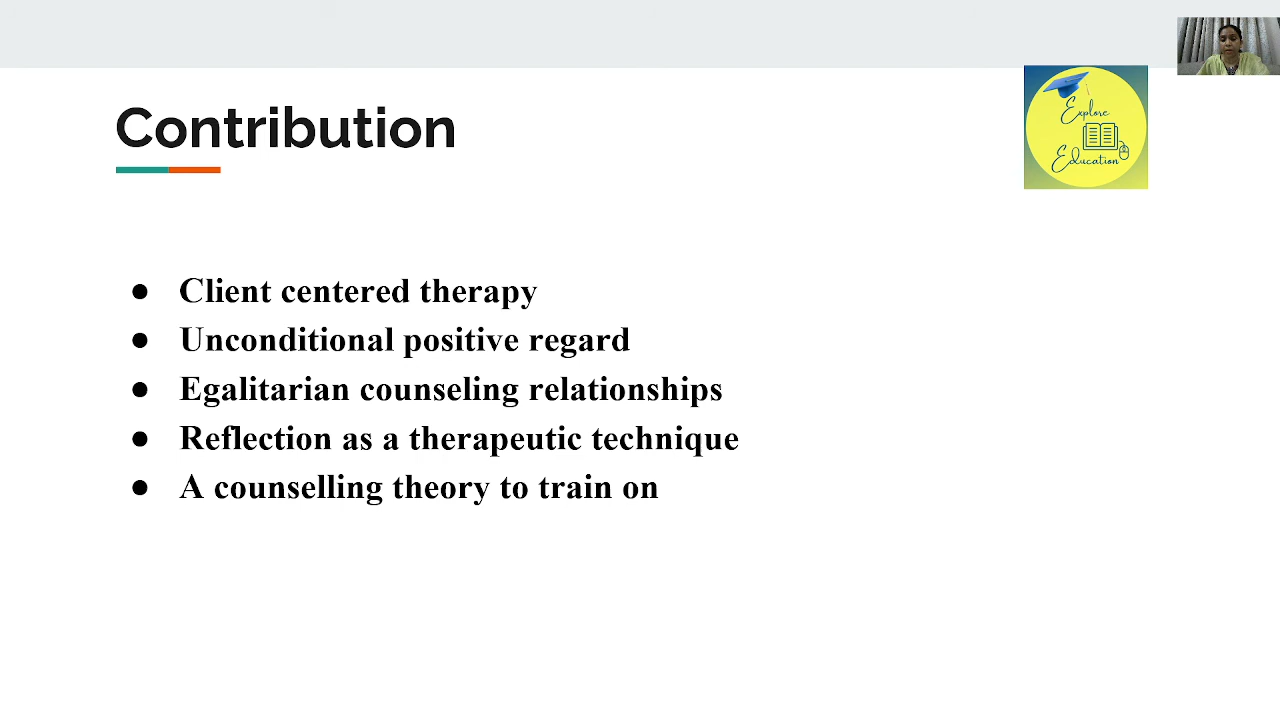 Contribution
Explore
Education
● Client centered therapy
● Unconditional positive regard
● Egalitarian counseling relationships
● Reflection as a therapeutic technique
● A counselling theory to train on